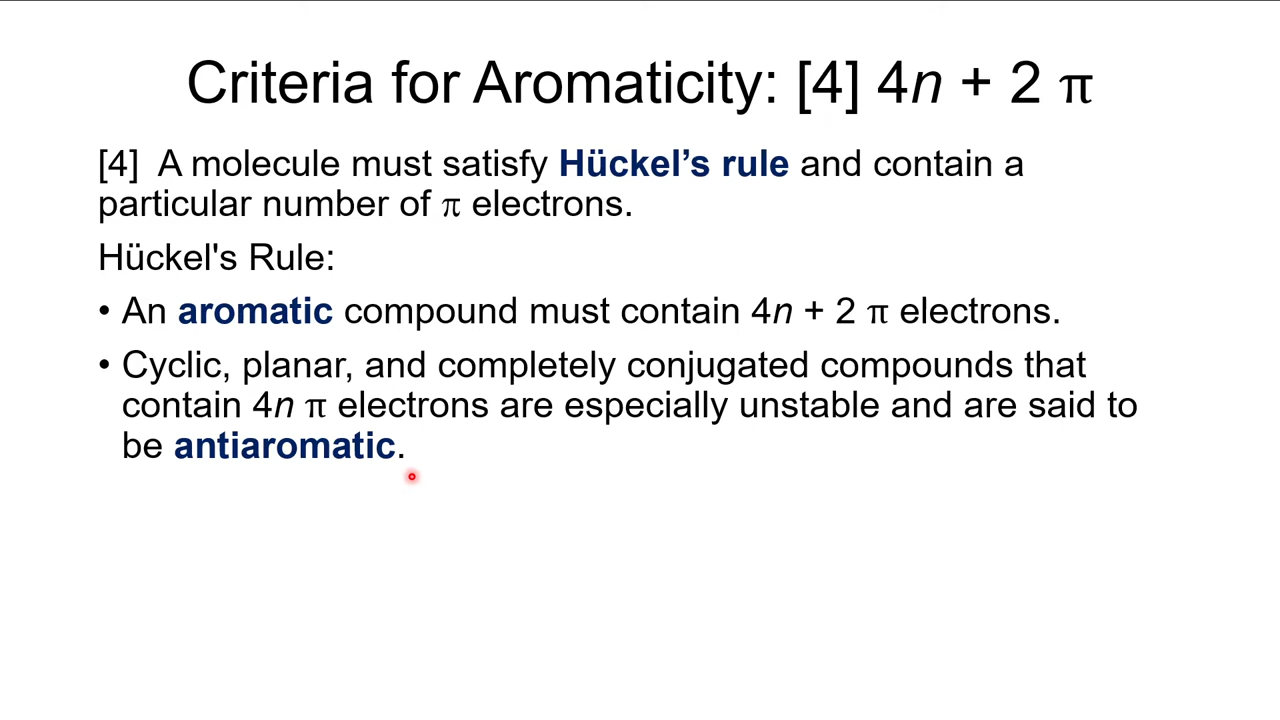 Criteria for Aromaticity: [4] 4n + 2 π
[4]  A molecule must satisfy Hückel’s rule and contain a
particular number of π electrons.
Hückel's Rule:
• An aromatic compound must contain 4n + 2 π electrons.
• Cyclic, planar, and completely conjugated compounds that
contain 4n π electrons are especially unstable and are said to
be antiaromatic.